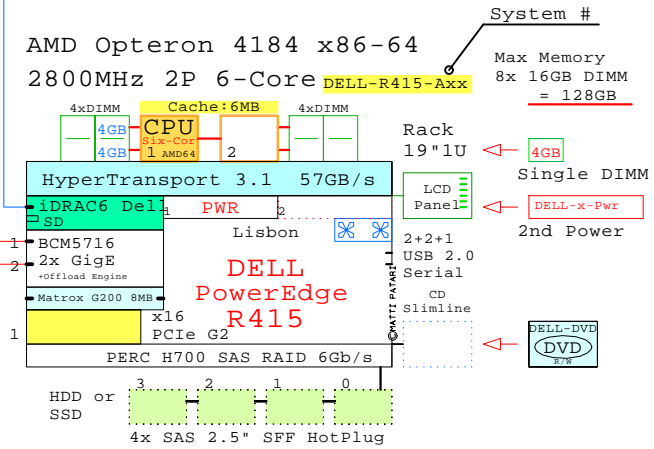 System #
AMD Opteron 4184 x86-64
2800MHz 2P 6-Core DELL-R415-Axx
Max Memory
8x 16GB DIMM
= 128GB
4xDIMM
Cache:6MB
4xDIMM
4GB
4GB
CPU
Six-Cor
1 AMD64
2
Rack
19"1U
4GB
Single DIMM
HyperTransport 3.1 57GB/s
LCD
Panel
DELL-x-Pwr
2nd Power
iDRAC6 Dell
SD
1 PWR 2
Lisbon
1 BCM5716
2 2x GigE
+Offload Engine
2+2+1
USB 2.0
Serial
DELL
PowerEdge
R415
Matrox G200 8MB
©MATTI PATARI
CD
Slimline
1
x16
PCIe G2
DELL-DVD
DVD
R/W
PERC H700 SAS RAID 6Gb/s
3 2 1 0
HDD or
SSD
4x SAS 2.5" SFF HotPlug